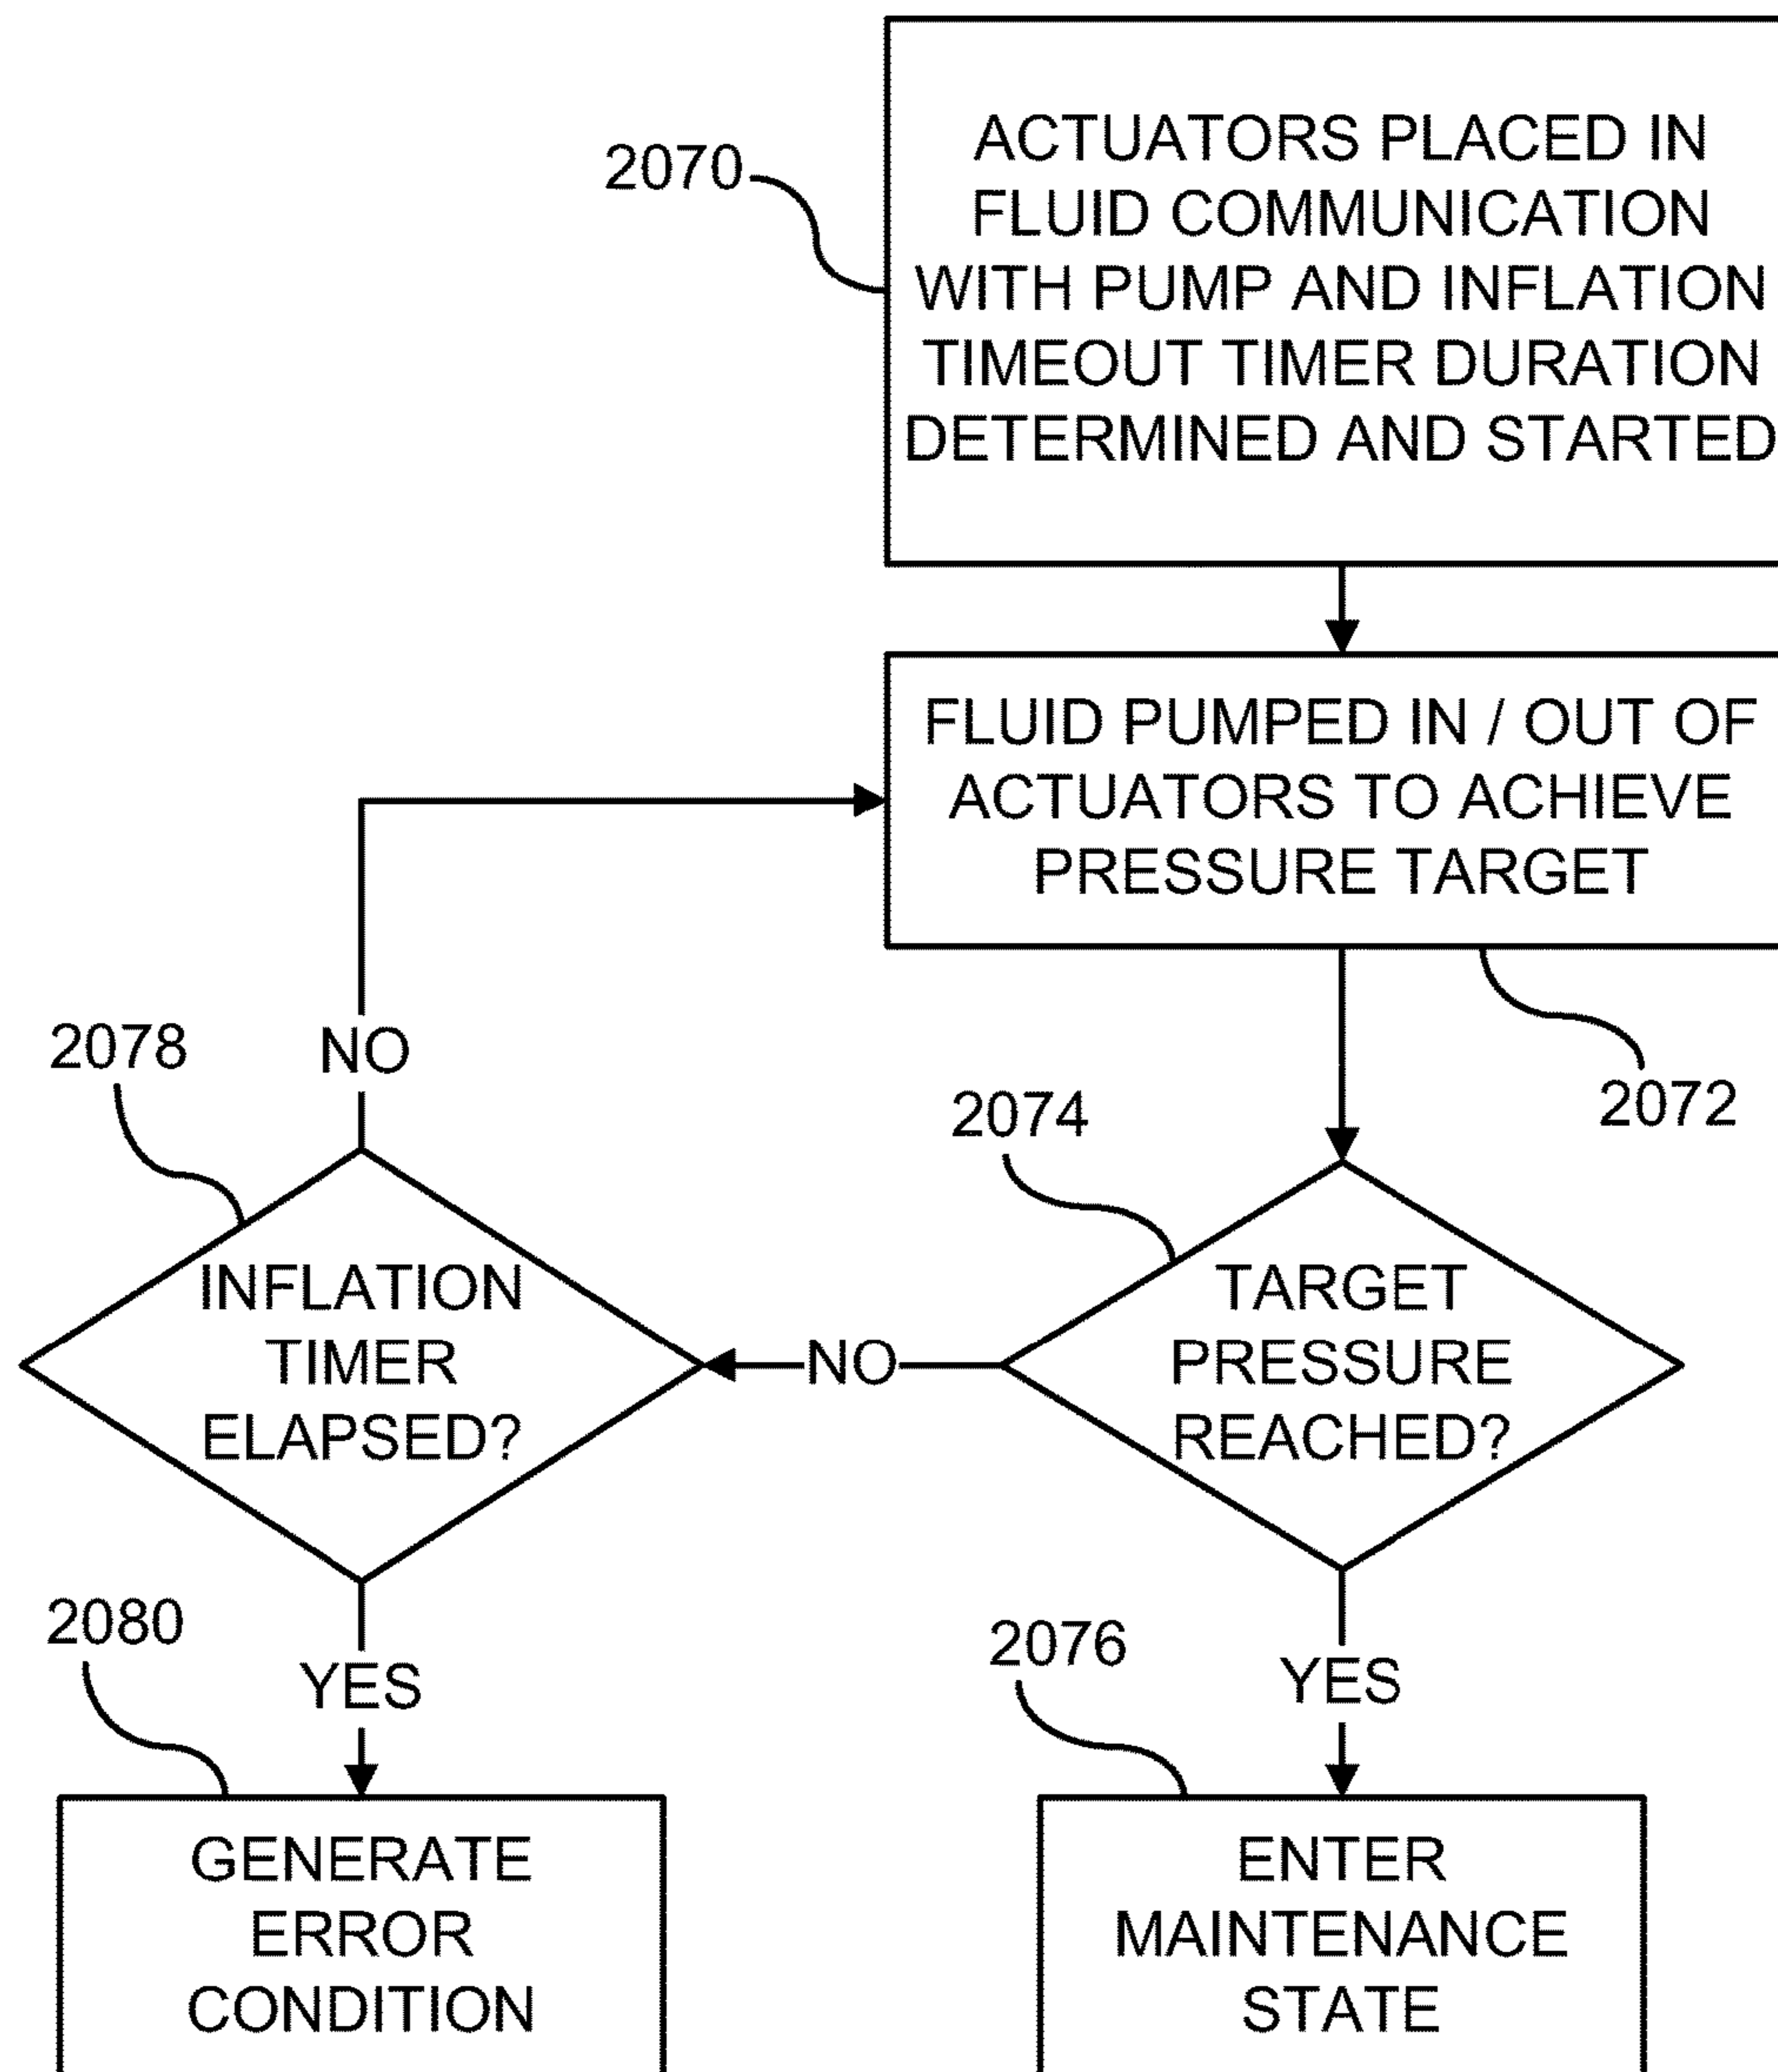 2070
ACTUATORS PLACED IN
FLUID COMMUNICATION
WITH PUMP AND INFLATION
TIMEOUT TIMER DURATION
DETERMINED AND STARTED
FLUID PUMPED IN / OUT OF
ACTUATORS TO ACHIEVE
PRESSURE TARGET
2072
2074
TARGET
PRESSURE
REACHED?
NO
2078
INFLATION
TIMER
ELAPSED?
NO
YES
2080
GENERATE
ERROR
CONDITION
YES
2076
ENTER
MAINTENANCE
STATE